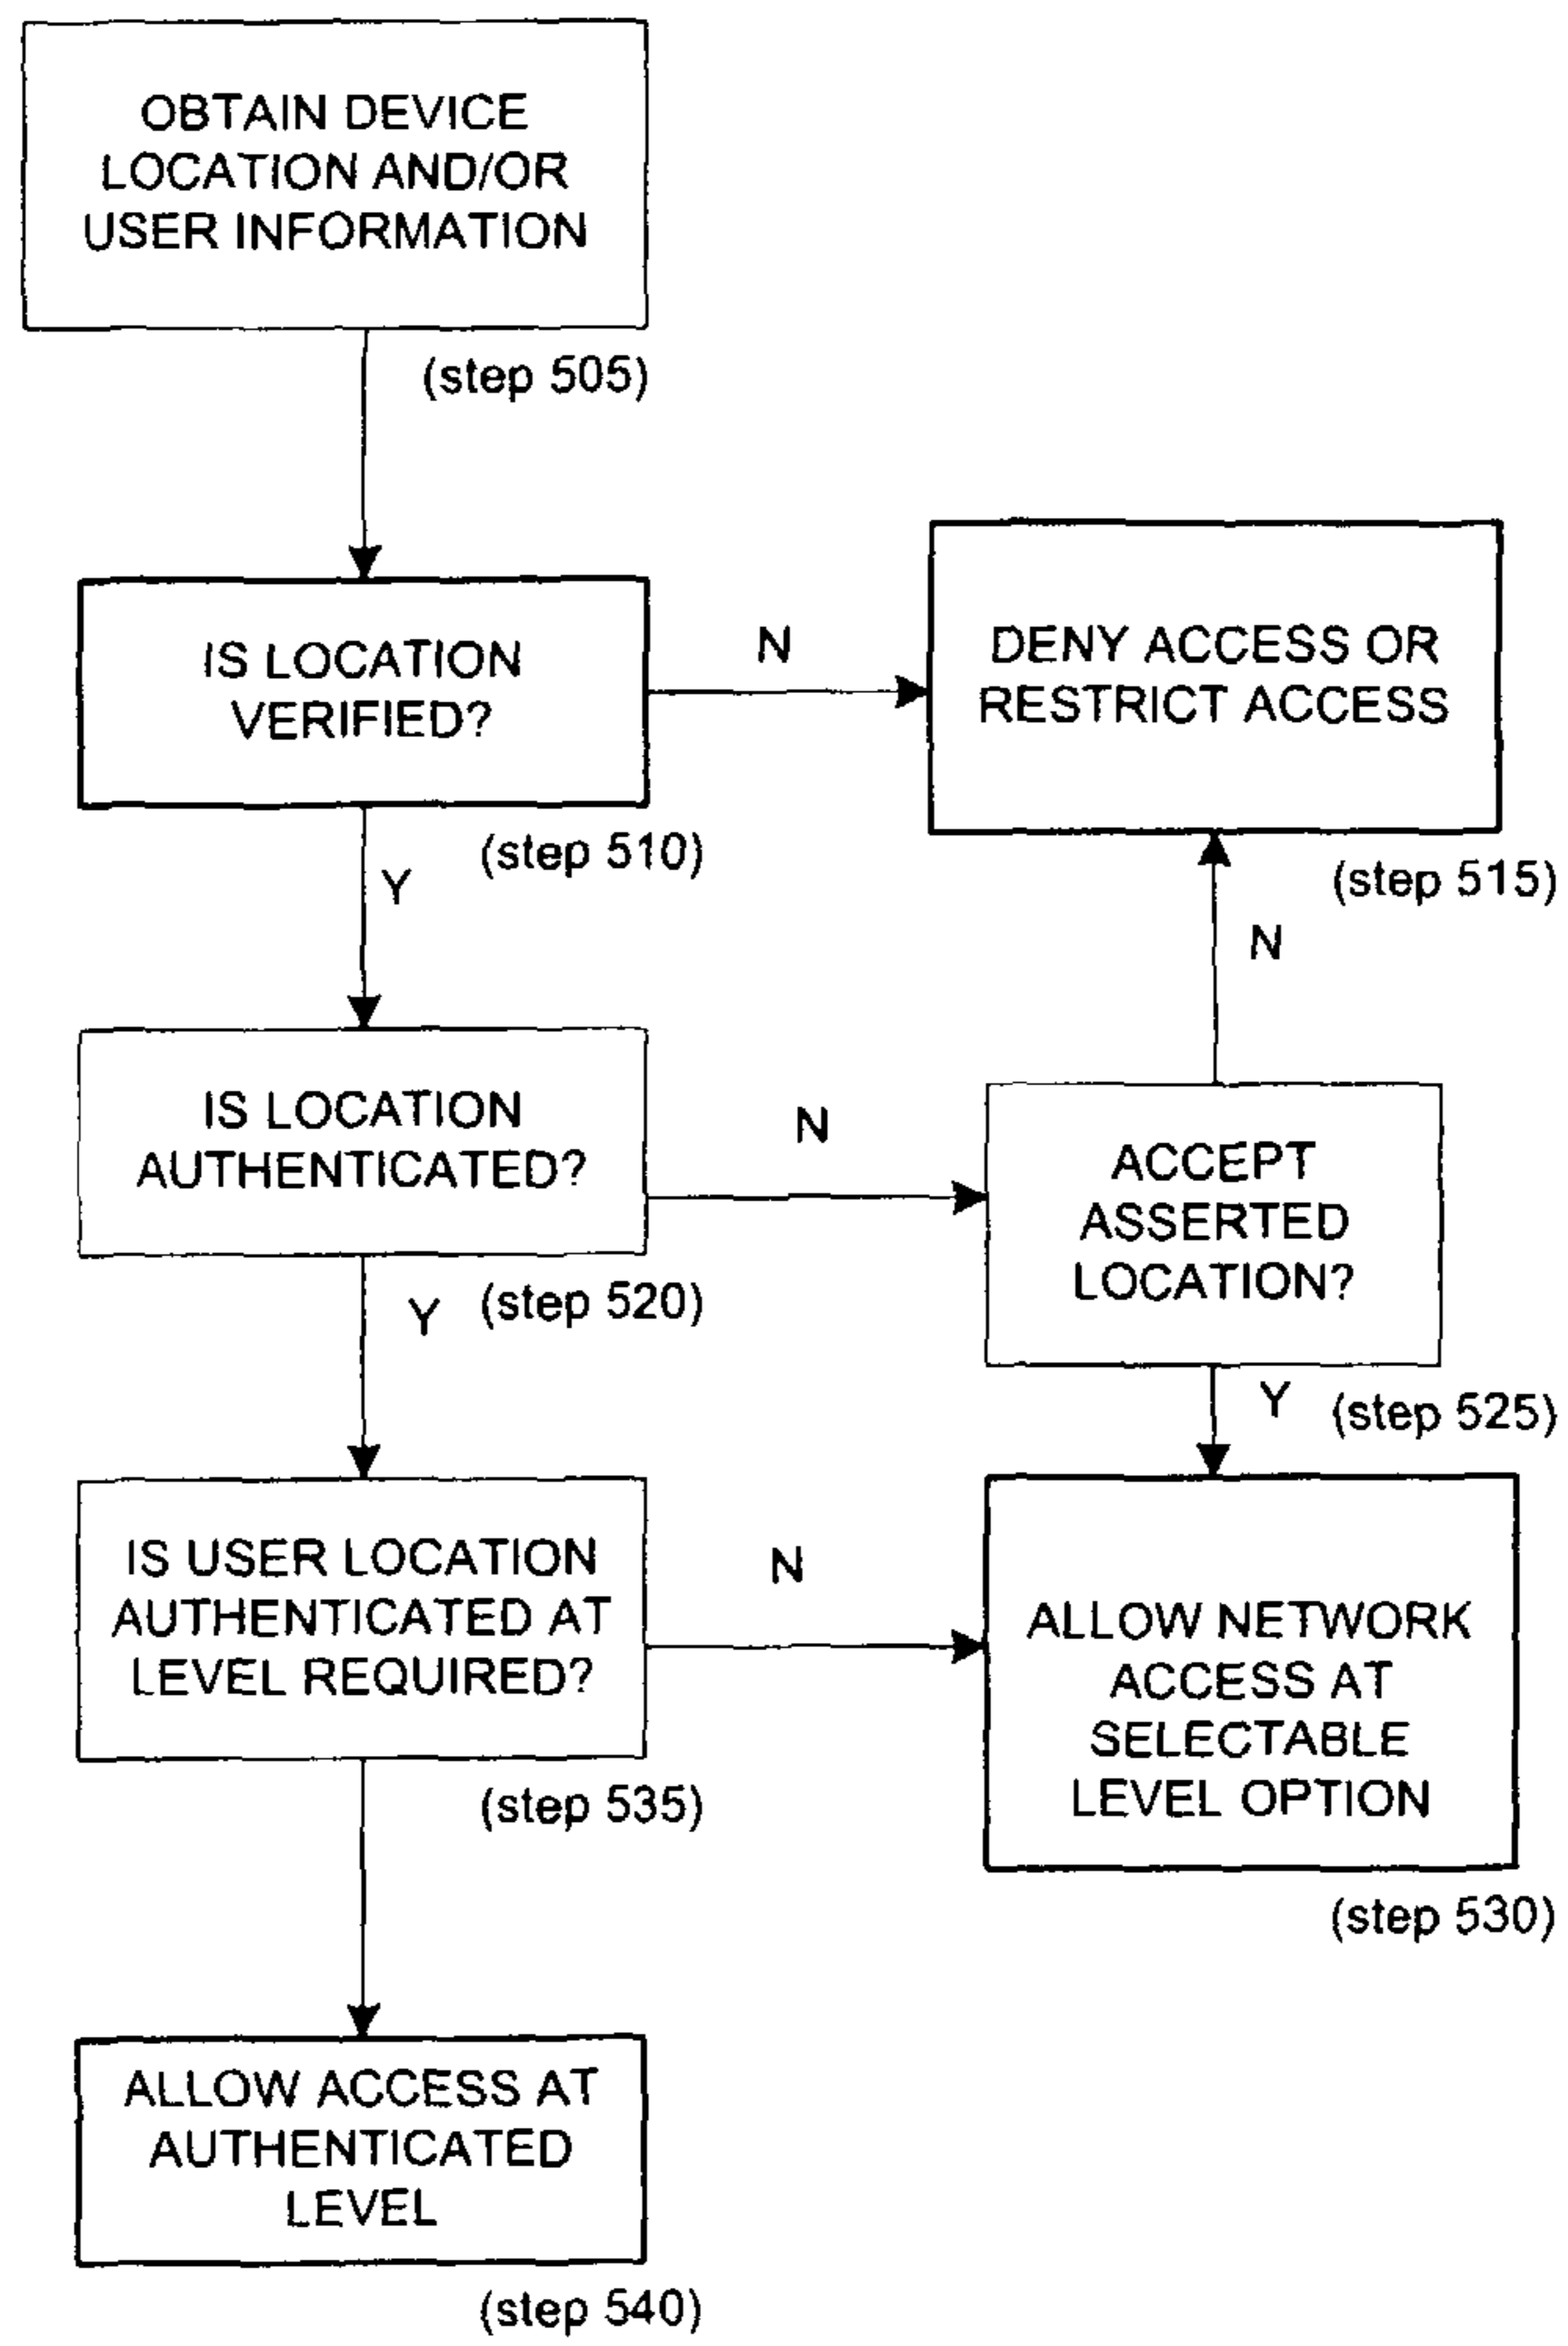 OBTAIN DEVICE
LOCATION AND/OR
USER INFORMATION
(step 505)
IS LOCATION
VERIFIED?
(step 510)
N
DENY ACCESS OR
RESTRICT ACCESS
(step 515)
Y
N
IS LOCATION
AUTHENTICATED?
(step 520)
N
ACCEPT
ASSERTED
LOCATION?
(step 525)
Y
Y
IS USER LOCATION
AUTHENTICATED AT
LEVEL REQUIRED?
(step 535)
N
ALLOW NETWORK
ACCESS AT
SELECTABLE
LEVEL OPTION
(step 530)
ALLOW ACCESS AT
AUTHENTICATED
LEVEL
(step 540)